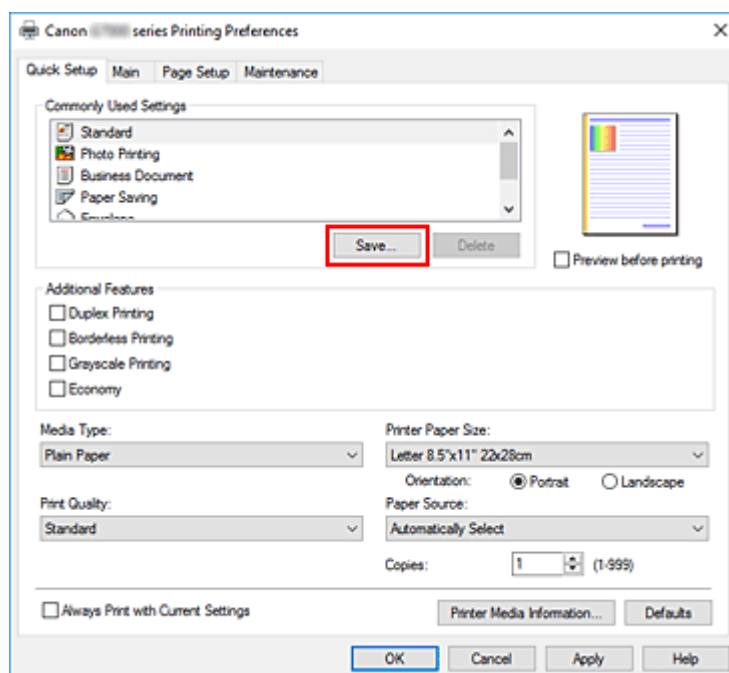 Canon series Printing Preferences
Quick Setup Main Page Setup Maintenance
Commonly Used Settings
Standard
Photo Printing
Business Document
Paper Saving
Save... Delete
Preview before printing
Additional Features
Duplex Printing
Borderless Printing
Grayscale Printing
Economy
Media Type: Printer Paper Size:
Plain Paper Letter 8.5"x11" 22x28cm
Orientation: Portrait Landscape
Print Quality: Paper Source:
Standard Automatically Select
Copies: 1 (1-999)
Always Print with Current Settings Printer Media Information... Defaults
OK Cancel Apply Help